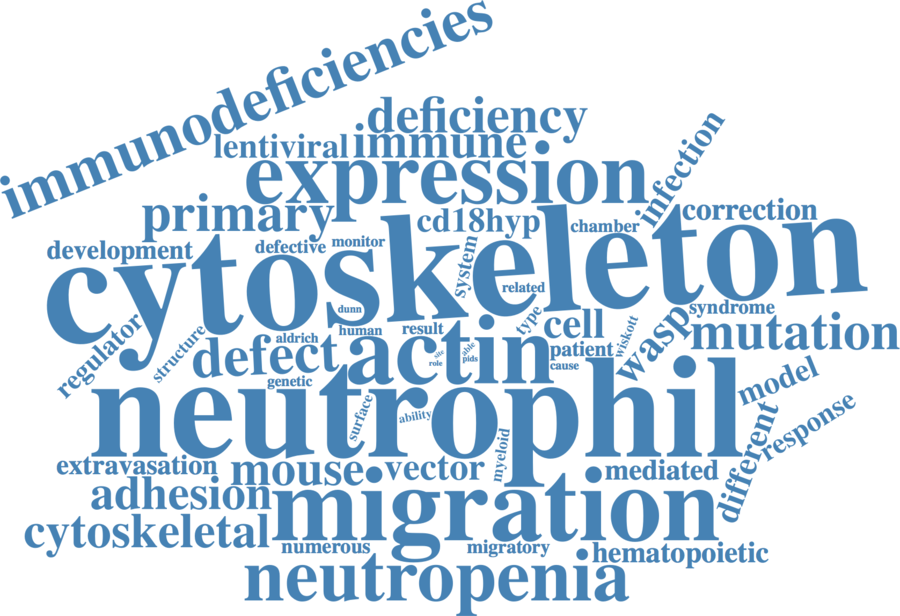 immunodeficiencies
deficiency
lentiviral
immune
expression
infection
primary
cd18hyp
chamber
correction
development
defective
monitor
cytoskeleton
system
related
dunn
syndrome
regulator
structure
aldrich
human
result
type
cell
wiskott
wasp
mutation
defect
actin
role
site
able
pids
patient
cause
genetic
neutrophil
model
surface
ability
different
response
extravasation
mouse
vector
myeloid
mediated
adhesion
migration
cytoskeletal
numerous
migratory
hematopoietic
neutropenia